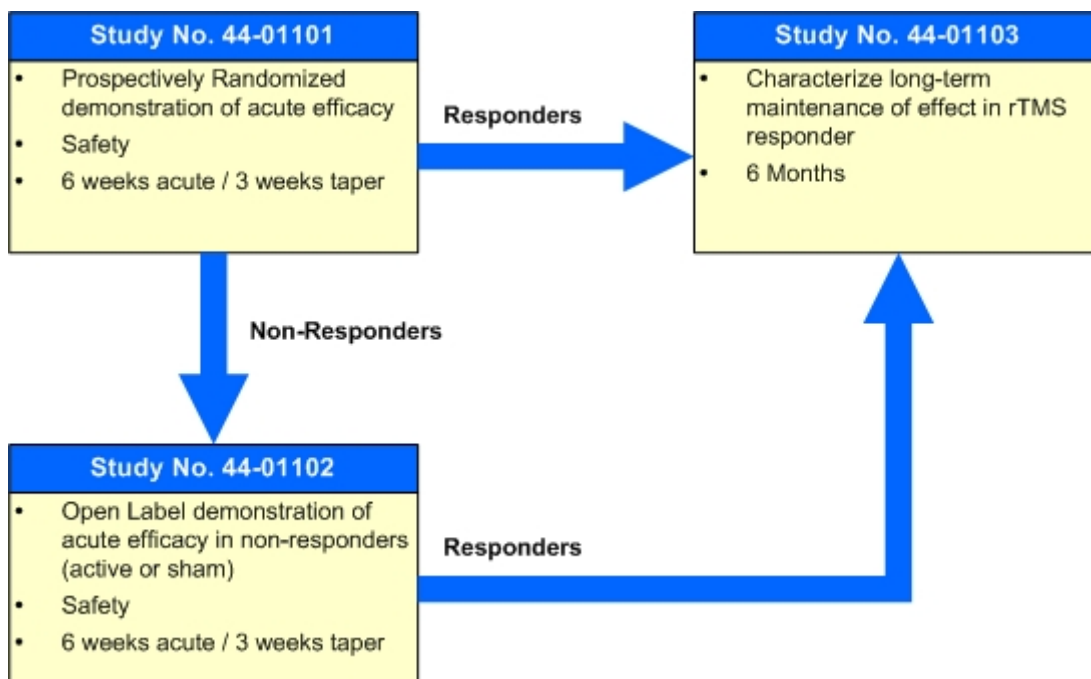 Study No. 44-01101
• Prospectively Randomized
demonstration of acute efficacy
• Safety
• 6 weeks acute / 3 weeks taper
Responders
Study No. 44-01103
• Characterize long-term
maintenance of effect in rTMS
responder
• 6 Months
Non-Responders
Study No. 44-01102
• Open Label demonstration of
acute efficacy in non-responders
(active or sham)
• Safety
• 6 weeks acute / 3 weeks taper
Responders